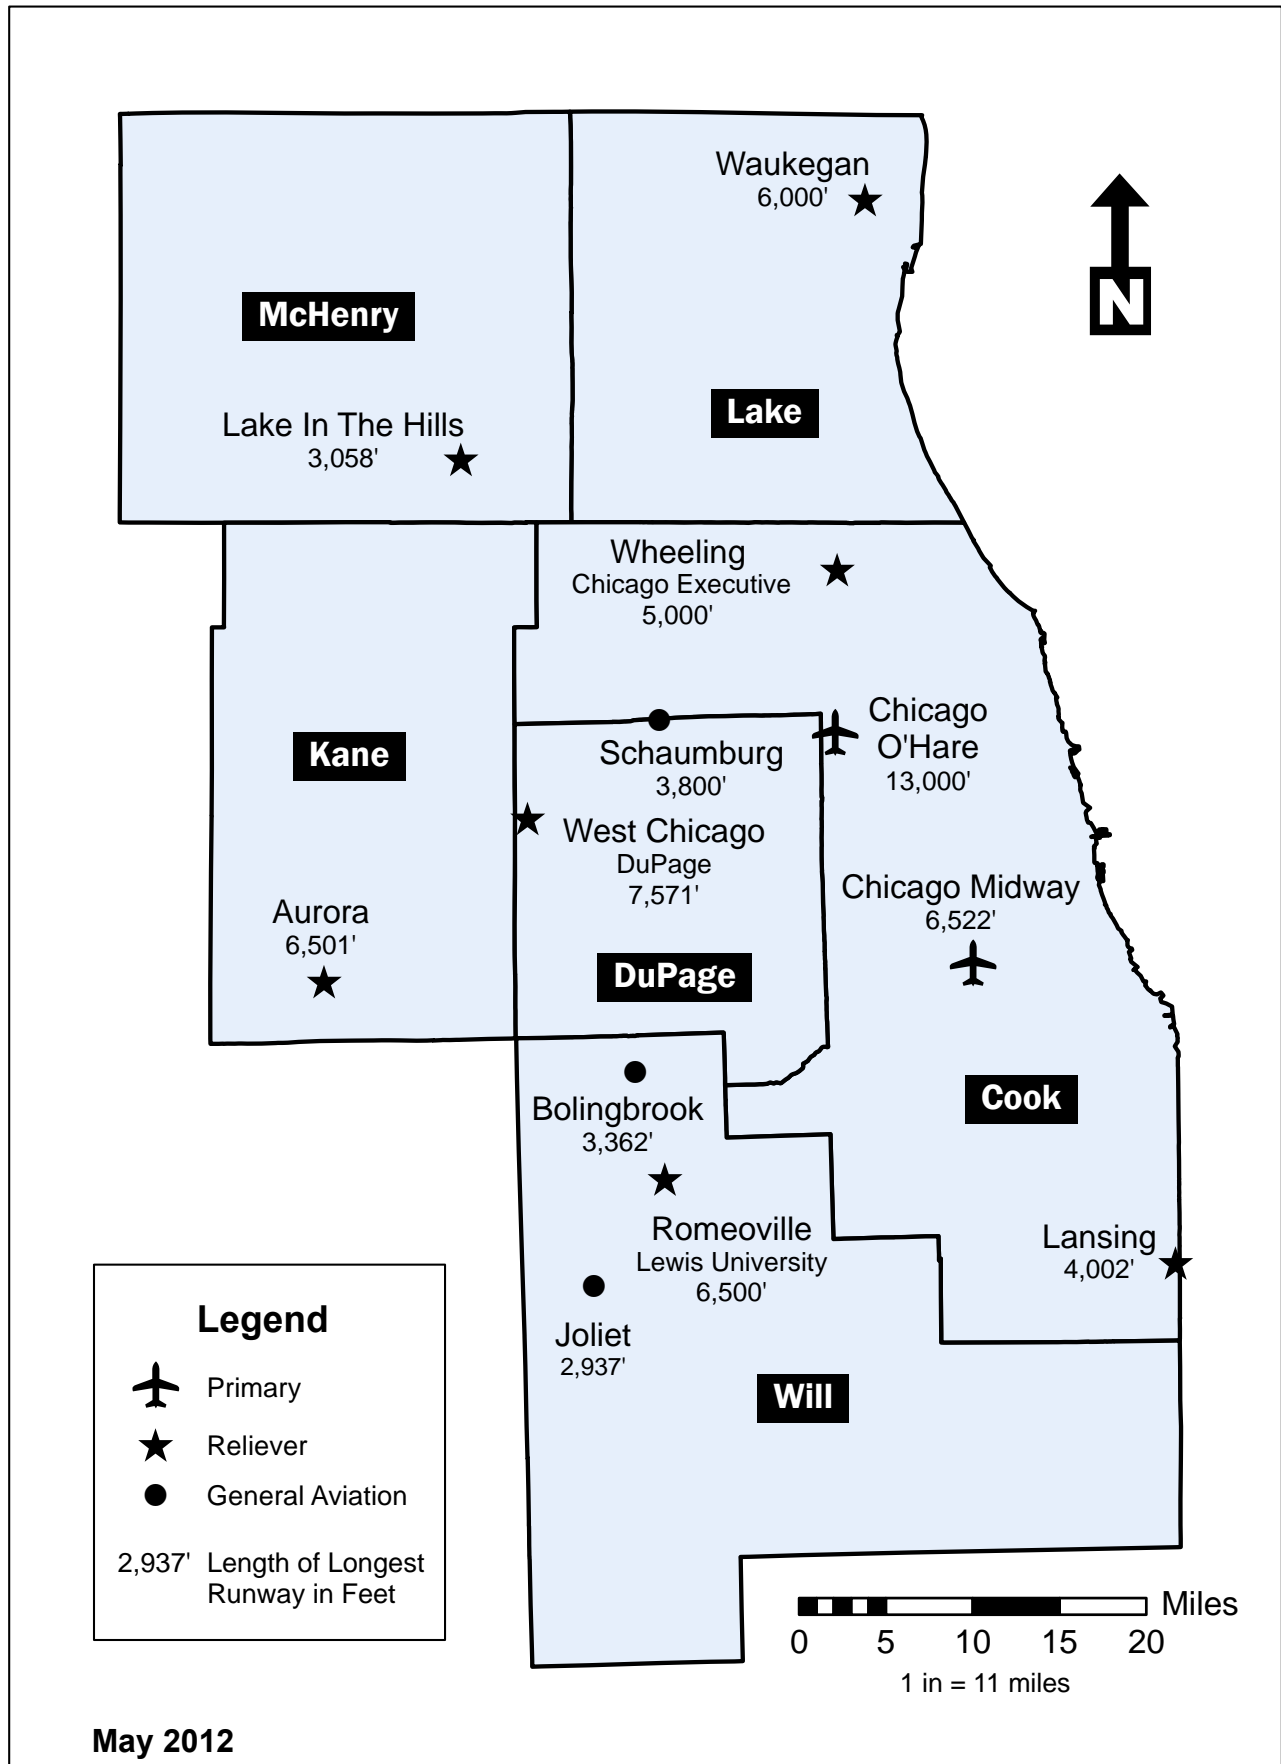 Waukegan
6,000'
N
McHenry
Lake
Lake In The Hills
3,058'
Wheeling
Chicago Executive
5,000'
Chicago
O'Hare
13,000'
Kane
Schaumburg
3,800'
West Chicago
DuPage
7,571'
Chicago Midway
6,522'
Aurora
6,501'
DuPage
Bolingbrook
3,362'
Cook
Romeoville
Lewis University
6,500'
Lansing
4,002'
Joliet
2,937'
Will
Legend
Primary
Reliever
General Aviation
2,937' Length of Longest
Runway in Feet
Miles
0 5 10 15 20
1 in = 11 miles
May 2012